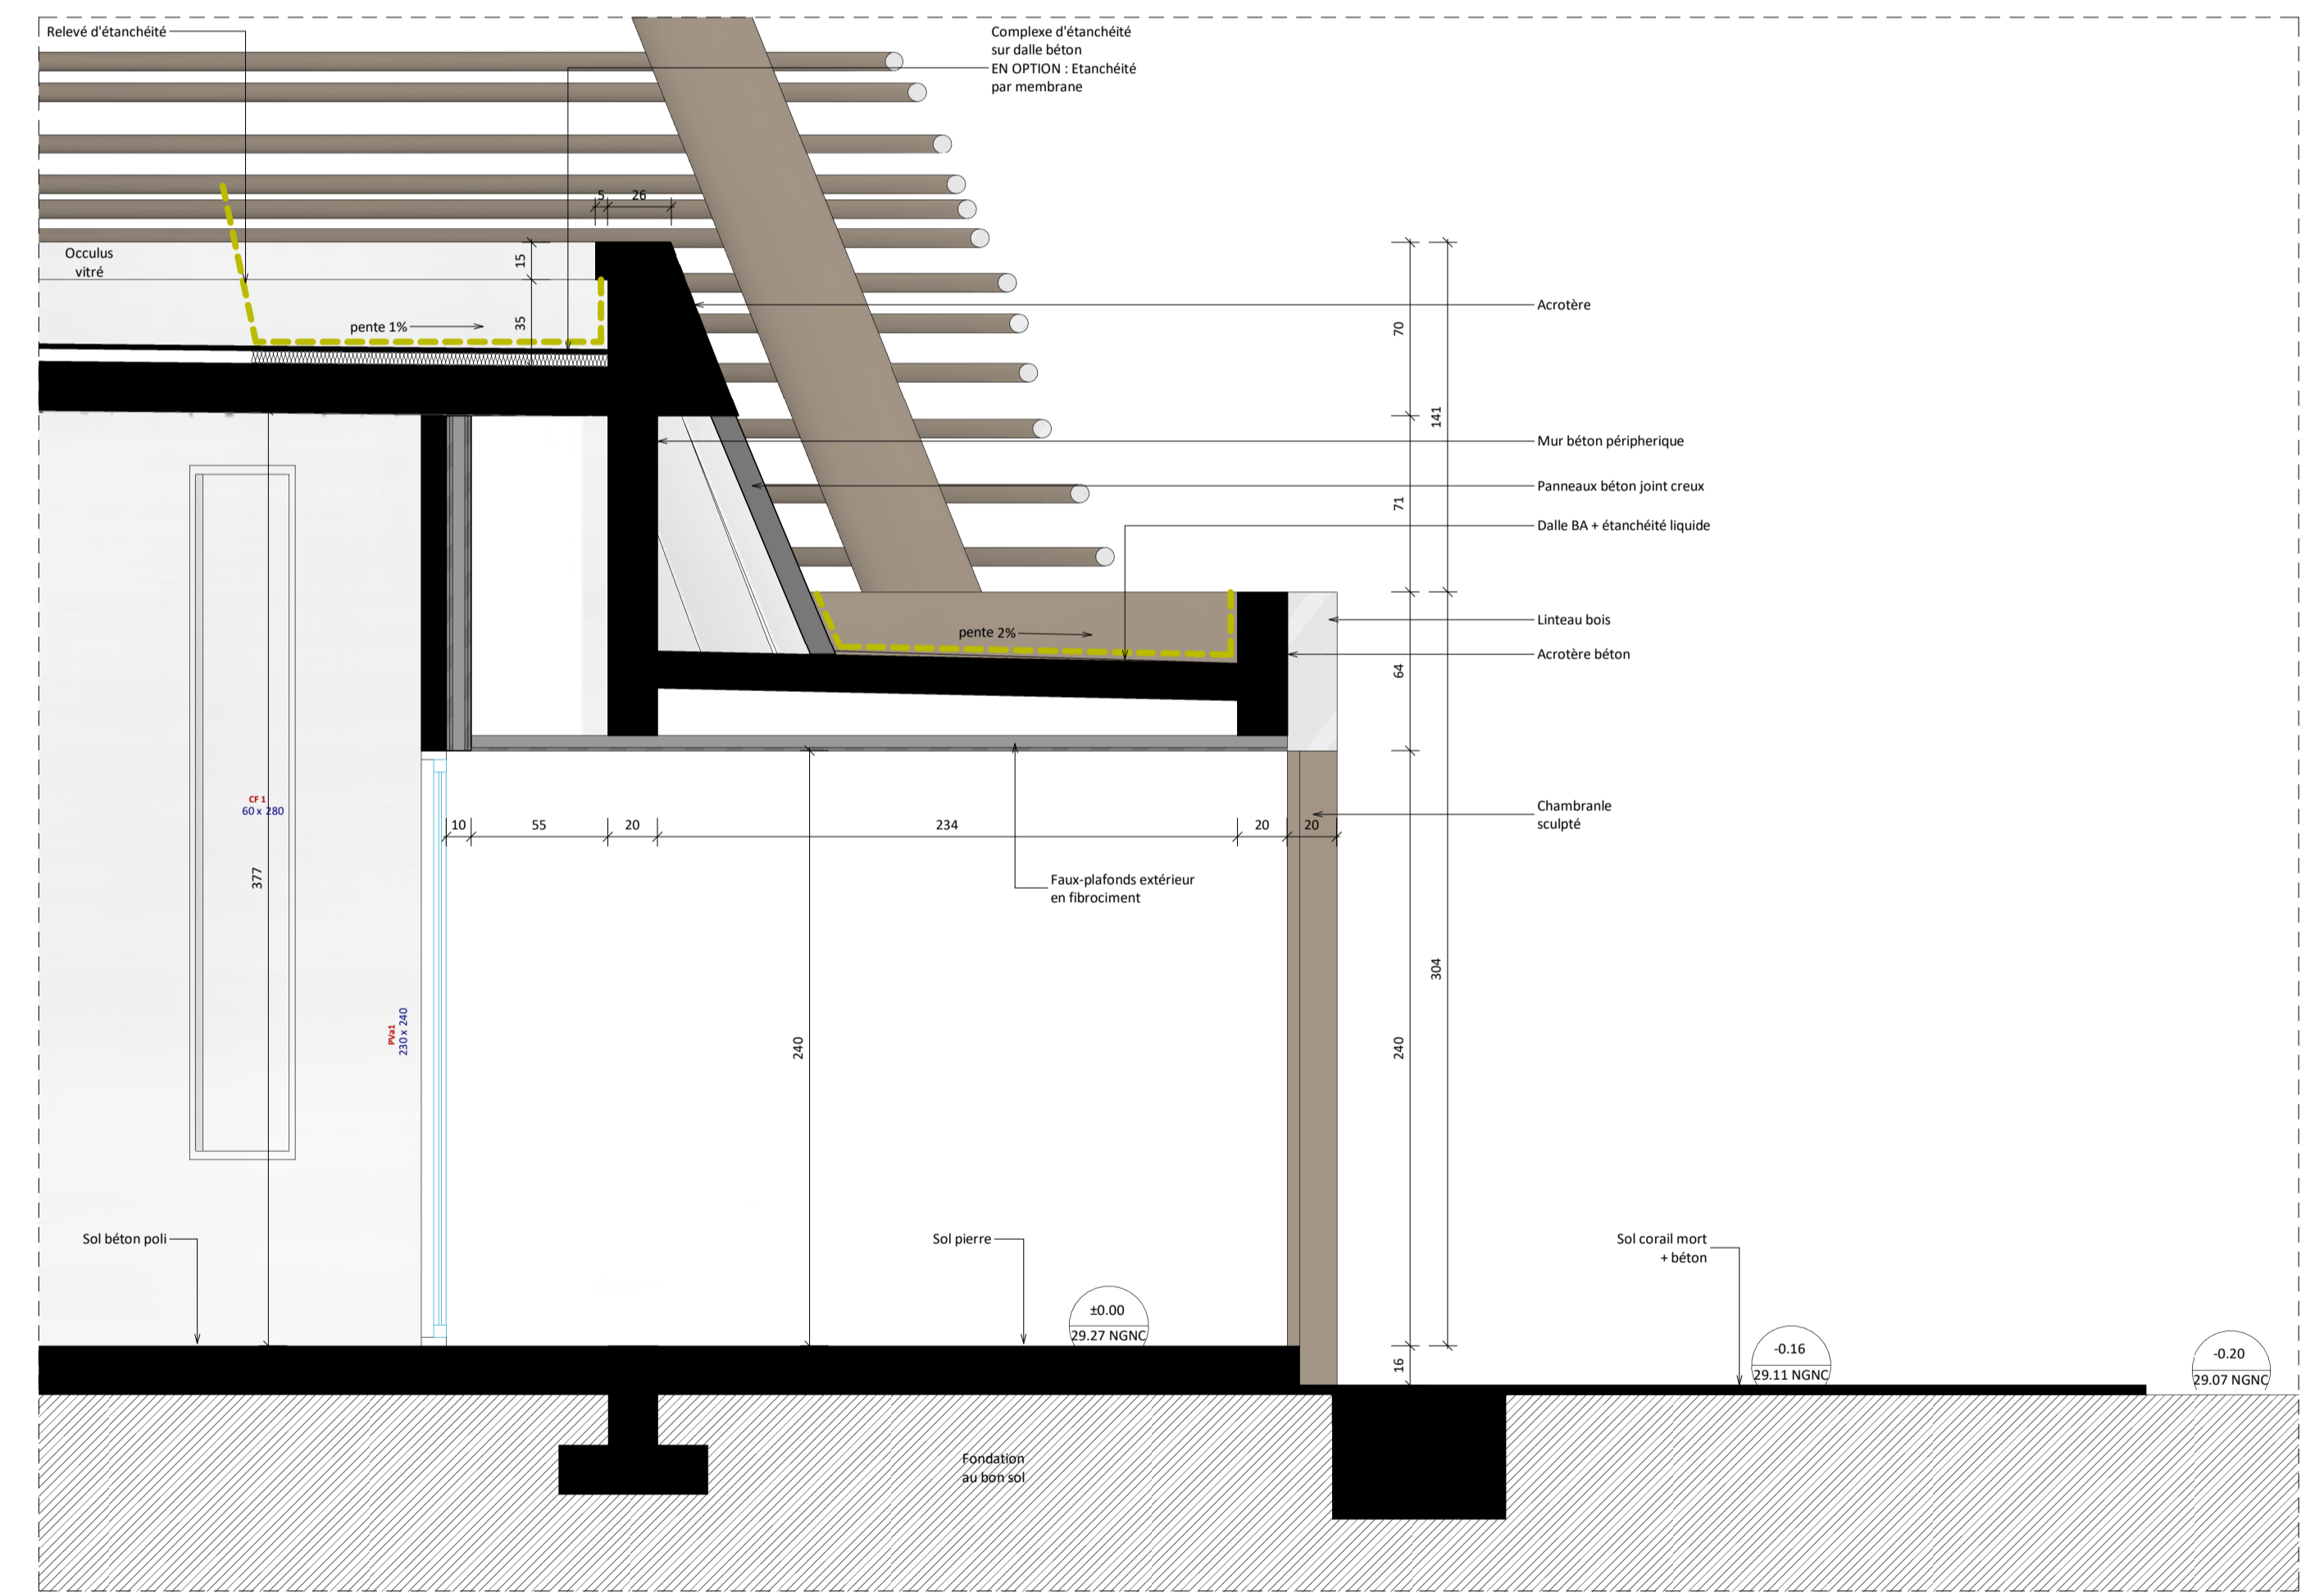 Relevé d'étanchéité
Complexe d'étanchéité
sur dalle béton
EN OPTION : Etanchéité
par membrane
5
26
Occulus
vitré
15
35
pente 1%
Acrotère
70
141
Mur béton péripherique
Panneaux béton joint creux
71
Dalle BA + étanchéité liquide
Linteau bois
pente 2%
Acrotère béton
64
CF 1
60 x 280
Chambranle
sculpté
10
55
20
234
20
20
377
Faux-plafonds extérieur
en fibrociment
304
PVa1
230 x 240
240
240
Sol béton poli
Sol pierre
Sol corail mort
+ béton
±0.00
29.27 NGNC
16
-0.16
29.11 NGNC
-0.20
29.07 NGNC
Fondation
au bon sol